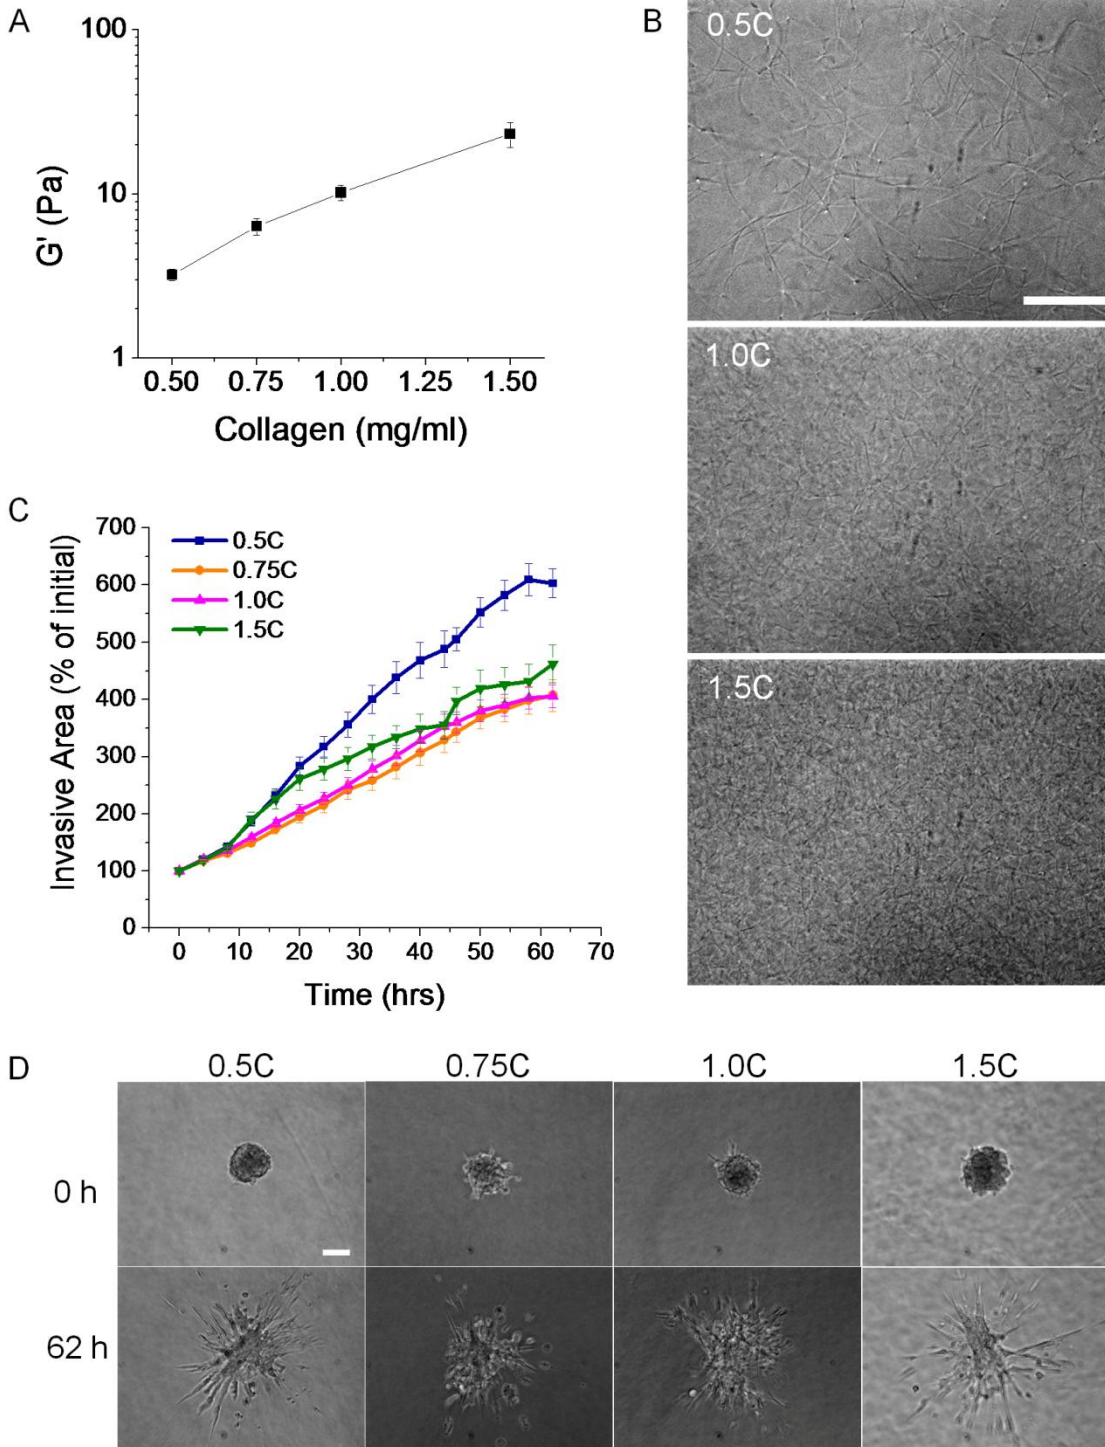 A
100
10
1
G' (Pa)
0.50 0.75 1.00 1.25 1.50
Collagen (mg/ml)
B
0.5C
1.0C
1.5C
C
700
600
500
400
300
200
100
0
Invasive Area (% of initial)
0.5C
0.75C
1.0C
1.5C
0 10 20 30 40 50 60 70
Time (hrs)
D
0.5C 0.75C 1.0C 1.5C
0 h
62 h